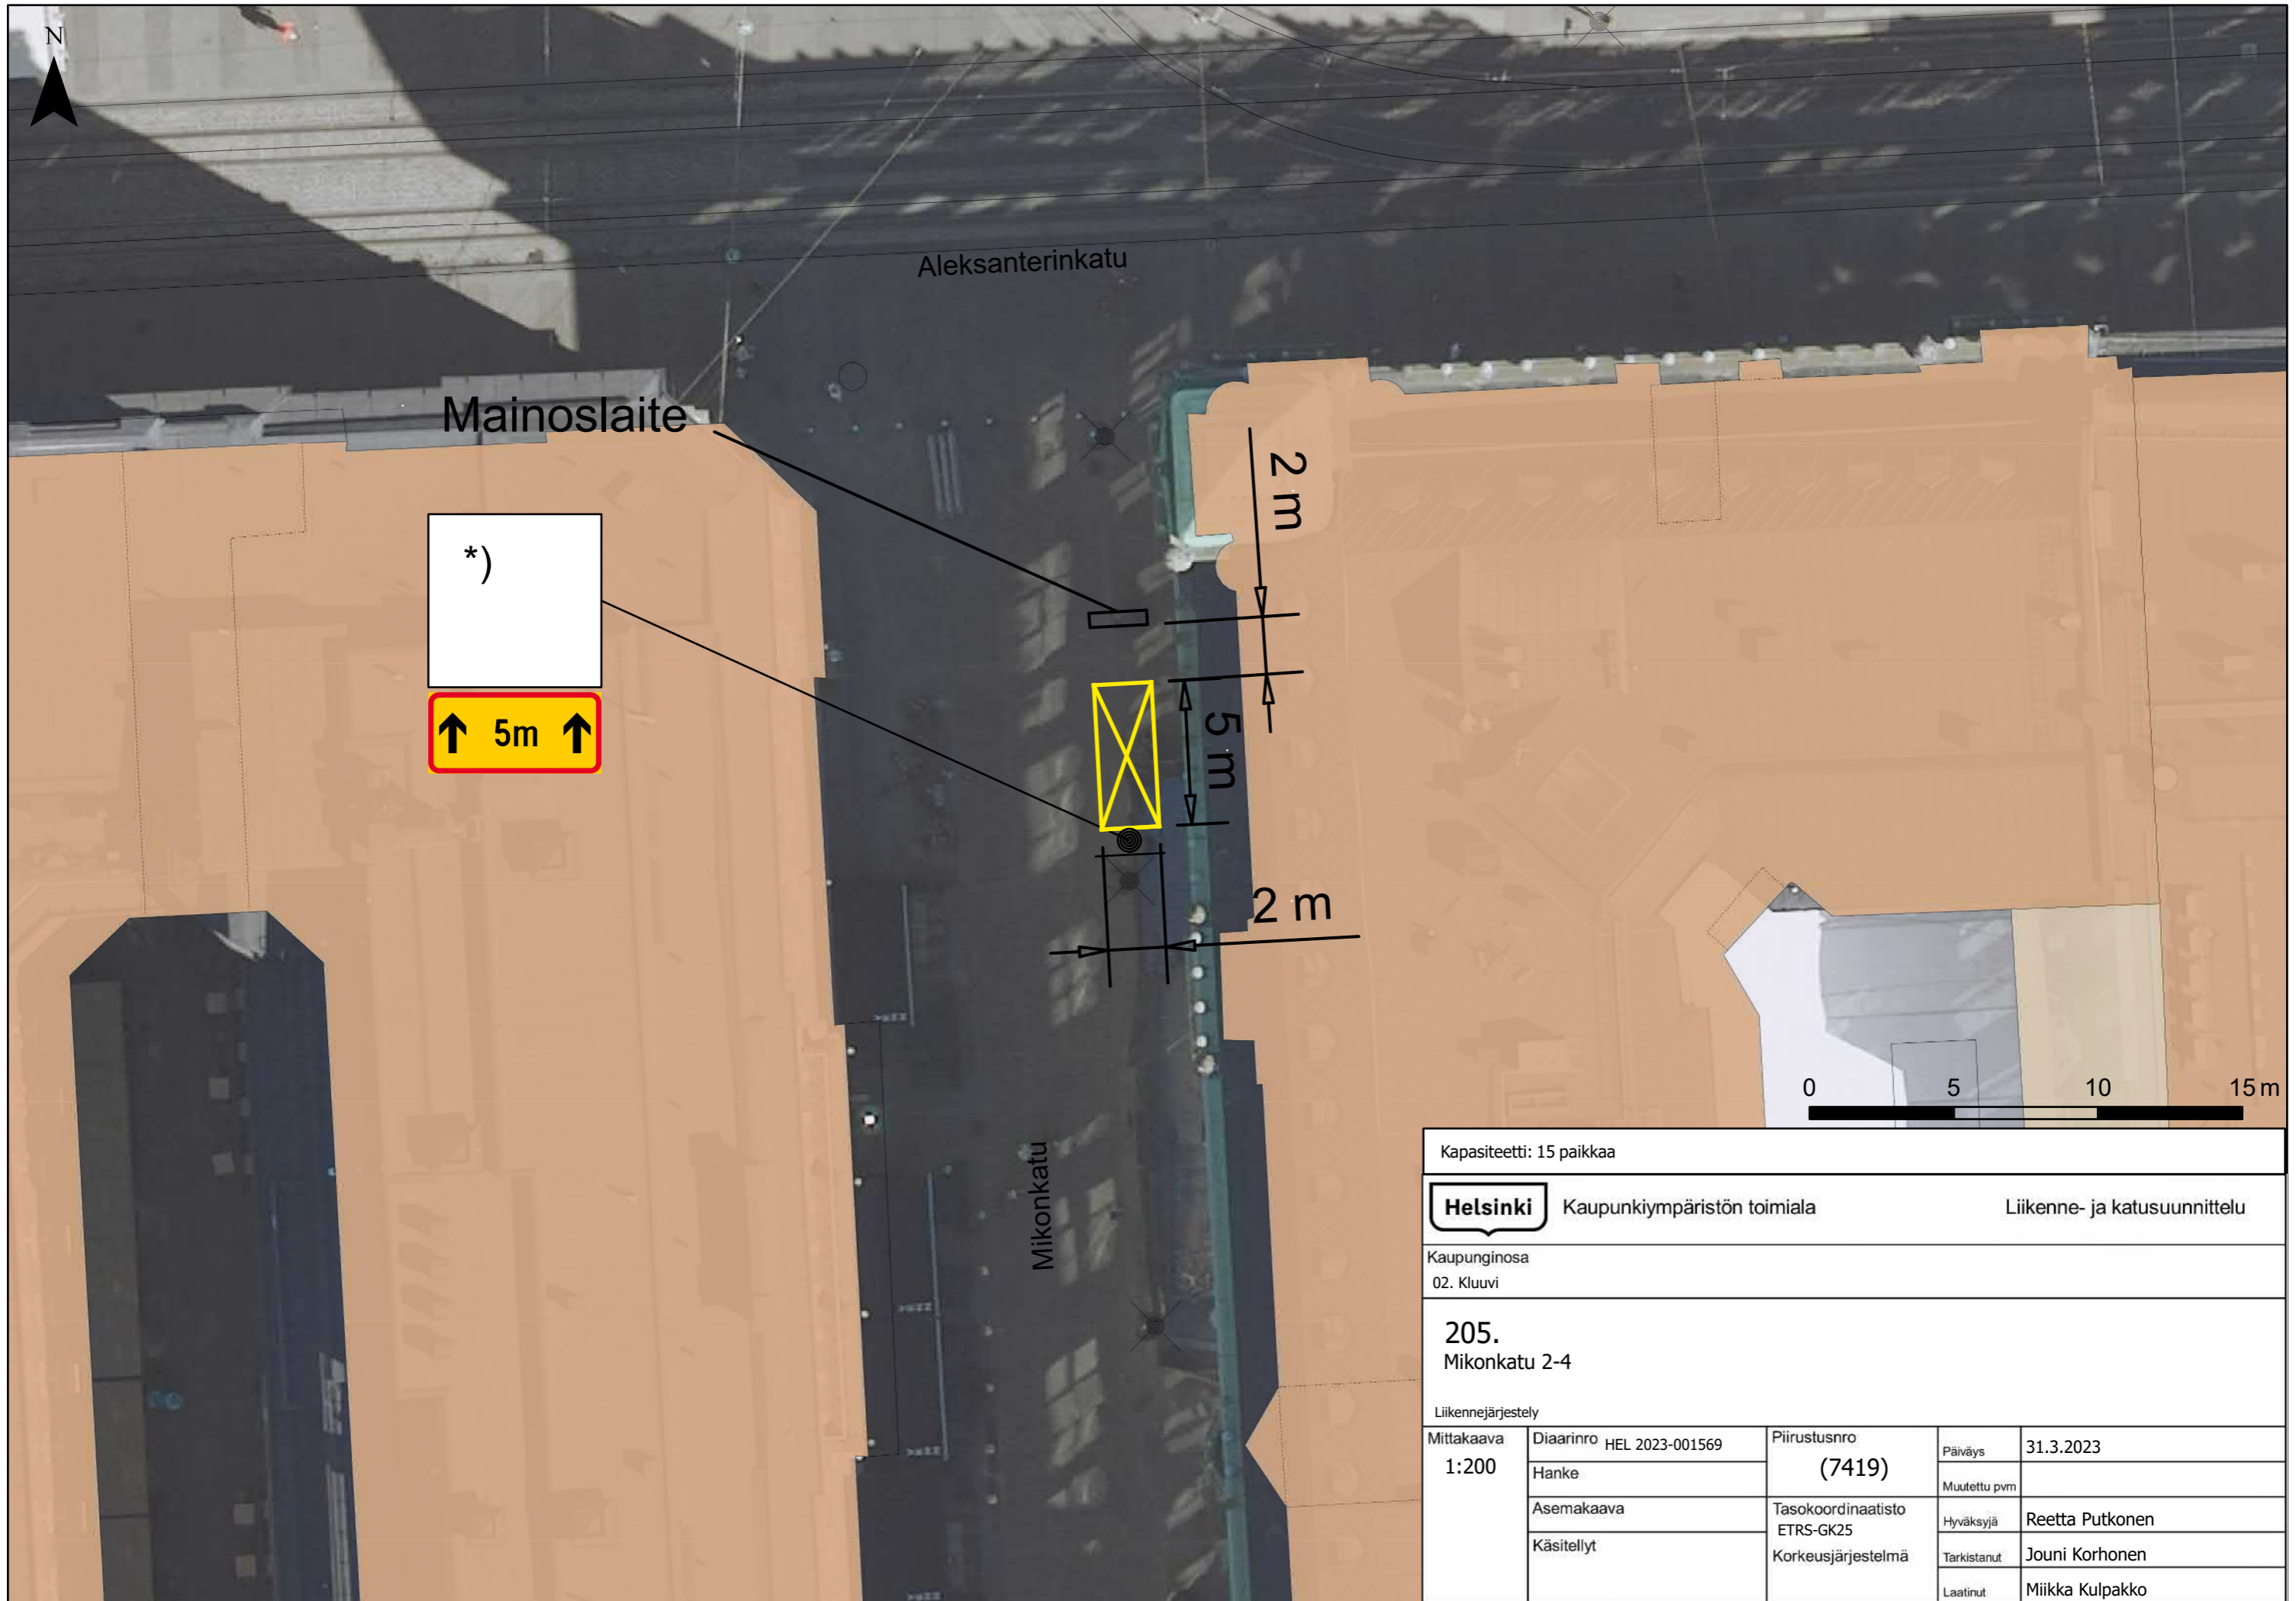 N
Aleksanterinkatu
Mainoslaite
2 m
*)
↑ 5m ↑
5 m
2 m
Mikonkatu
0 5 10 15 m
Kapasiteetti: 15 paikkaa
Helsinki Kaupunkiympäristön toimiala Liikenne- ja katusuunnittelu
Kaupunginosa
02. Kluuvi
205.
Mikonkatu 2-4
Liikennejärjestely
Mittakaava
1:200
Diaarinro HEL 2023-001569
Hanke
Asemakaava
Käsitellyt
Piirustusnro
(7419)
Tasokoordinaatisto
ETRS-GK25
Korkeusjärjestelmä
Päiväys 31.3.2023
Muutettu pvm
Hyväksyjä Reetta Putkonen
Tarkistanut Jouni Korhonen
Laatinut Miikka Kulpakko